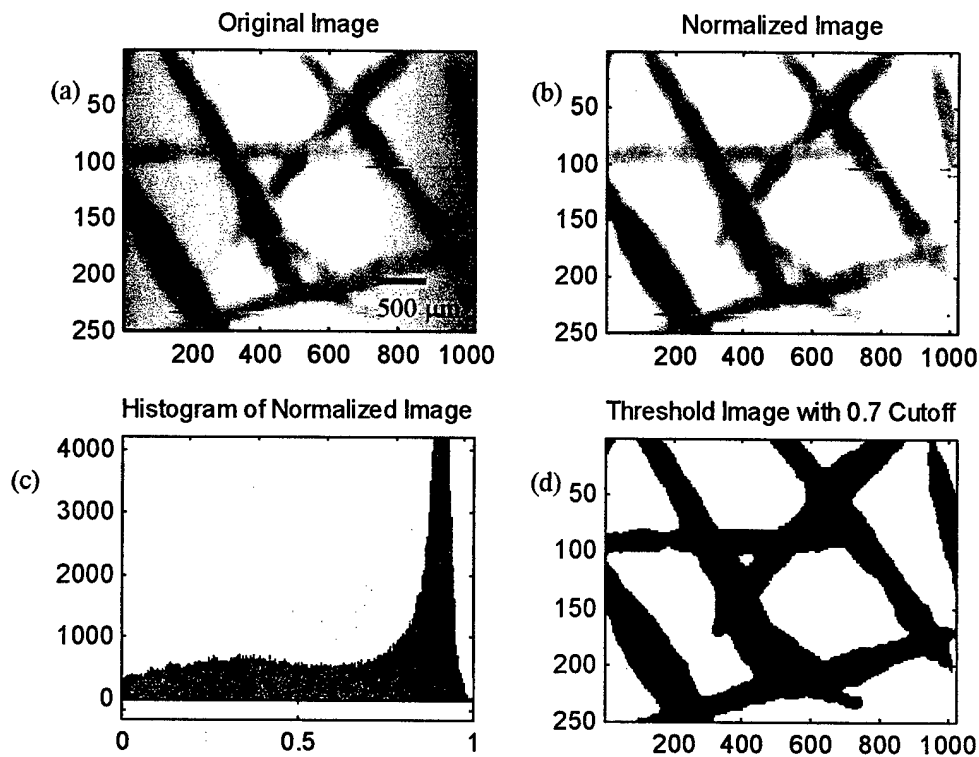 Original Image
(a)
50
100
150
200
250
500 μm
200 400 600 800 1000
Normalized Image
(b)
50
100
150
200
250
200 400 600 800 1000
Histogram of Normalized Image
(c)
4000
3000
2000
1000
0
0 0.5 1
Threshold Image with 0.7 Cutoff
(d)
50
100
150
200
250
200 400 600 800 1000